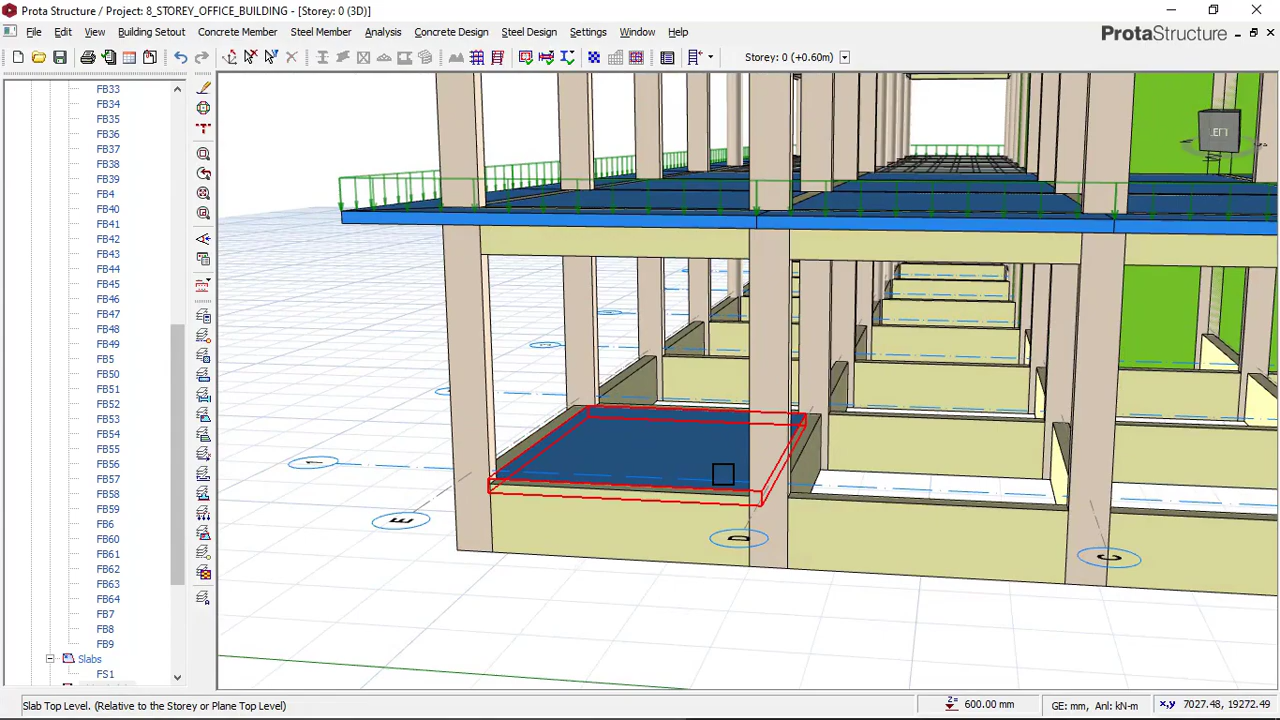 Prota Structure / Project: 8_STOREY_OFFICE_BUILDING - [Storey: 0 (3D)]
File Edit View Building Setout Concrete Member Steel Member Analysis Concrete Design Steel Design Settings Window Help
ProtaStructure
Storey: 0 (+0.60m)
FB33
FB34
FB35
FB36
FB37
FB38
FB39
FB4
FB40
FB41
FB42
FB43
FB44
FB45
FB46
FB47
FB48
FB49
FB5
FB50
FB51
FB52
FB53
FB54
FB55
FB56
FB57
FB58
FB59
FB6
FB60
FB61
FB62
FB63
FB64
FB7
FB8
FB9
Slabs
FS1
1
E
D
C
Slab Top Level. (Relative to the Storey or Plane Top Level)
Z= 600.00 mm
GE: mm, Anl: kN-m
x,y 7027.48, 19272.49